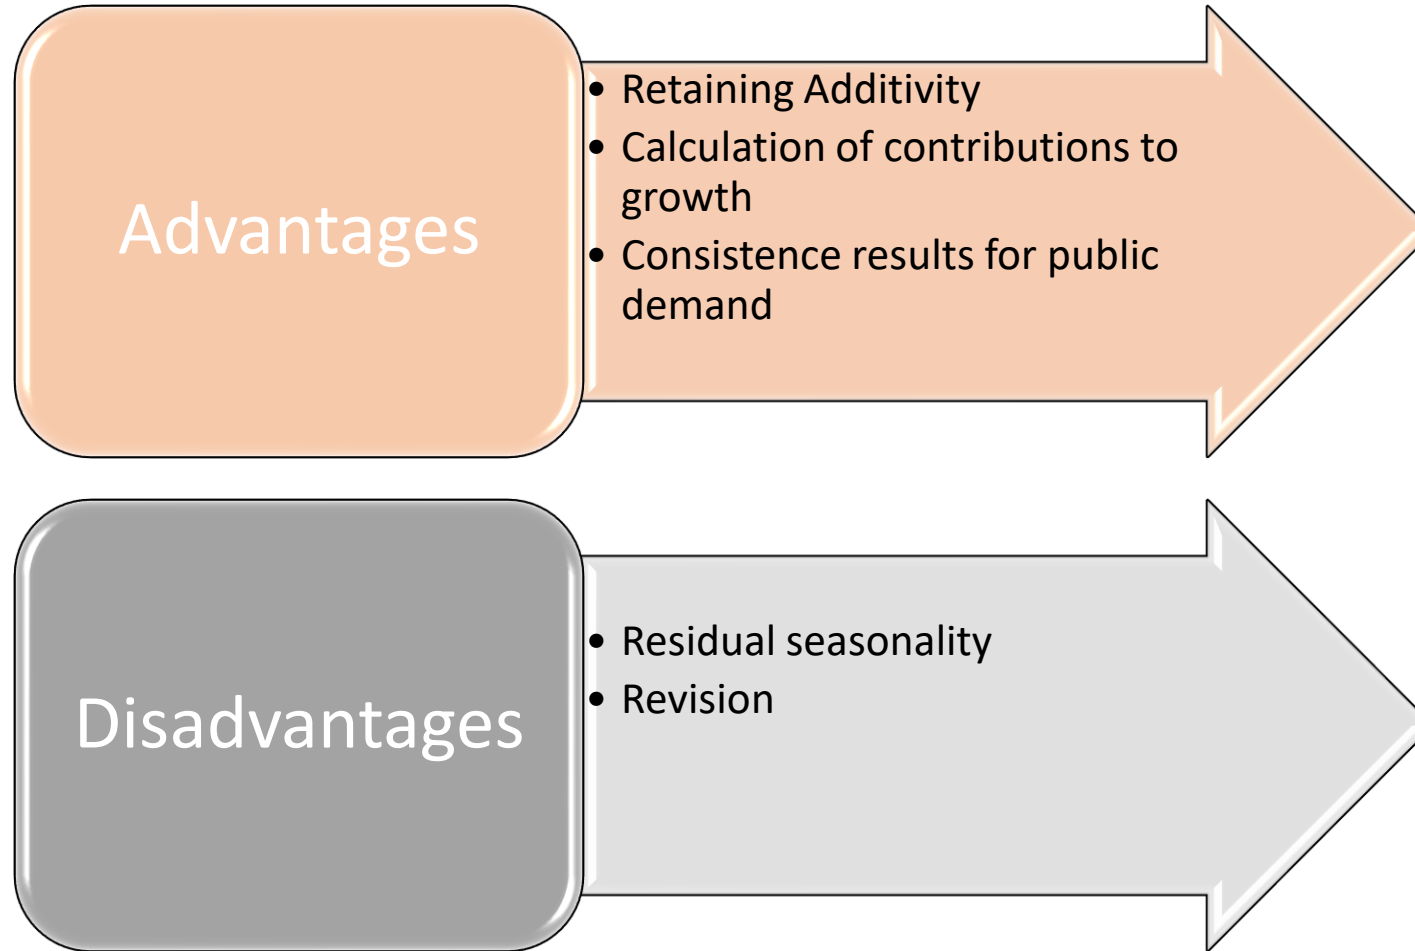 Advantages
• Retaining Additivity
• Calculation of contributions to
growth
• Consistence results for public
demand
Disadvantages
• Residual seasonality
• Revision